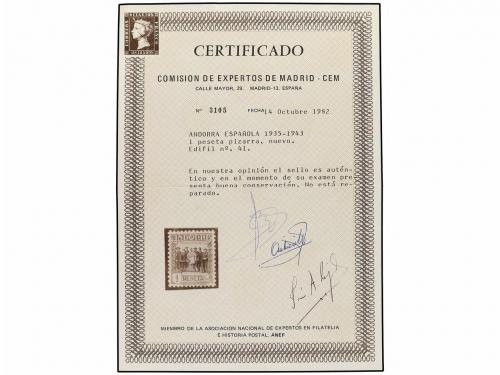 CERTIFICADO
COMISION DE EXPERTOS DE MADRID - CEM
CALLE MAYOR, 29. MADRID-13. ESPAÑA
Nº 3105 FECHA 14 Octubre 1982
ANDORRA ESPAÑOLA 1935-1943
1 peseta pizarra, nuevo.
Edifil nº. 41.
En nuestra opinión el sello es autén-
tico y en el momento de su examen pre
senta buena conservación. No está re-
parado.
1 PESETA
MIEMBRO DE LA ASOCIACION NACIONAL DE EXPERTOS EN FILATELIA
E HISTORIA POSTAL. ANEF